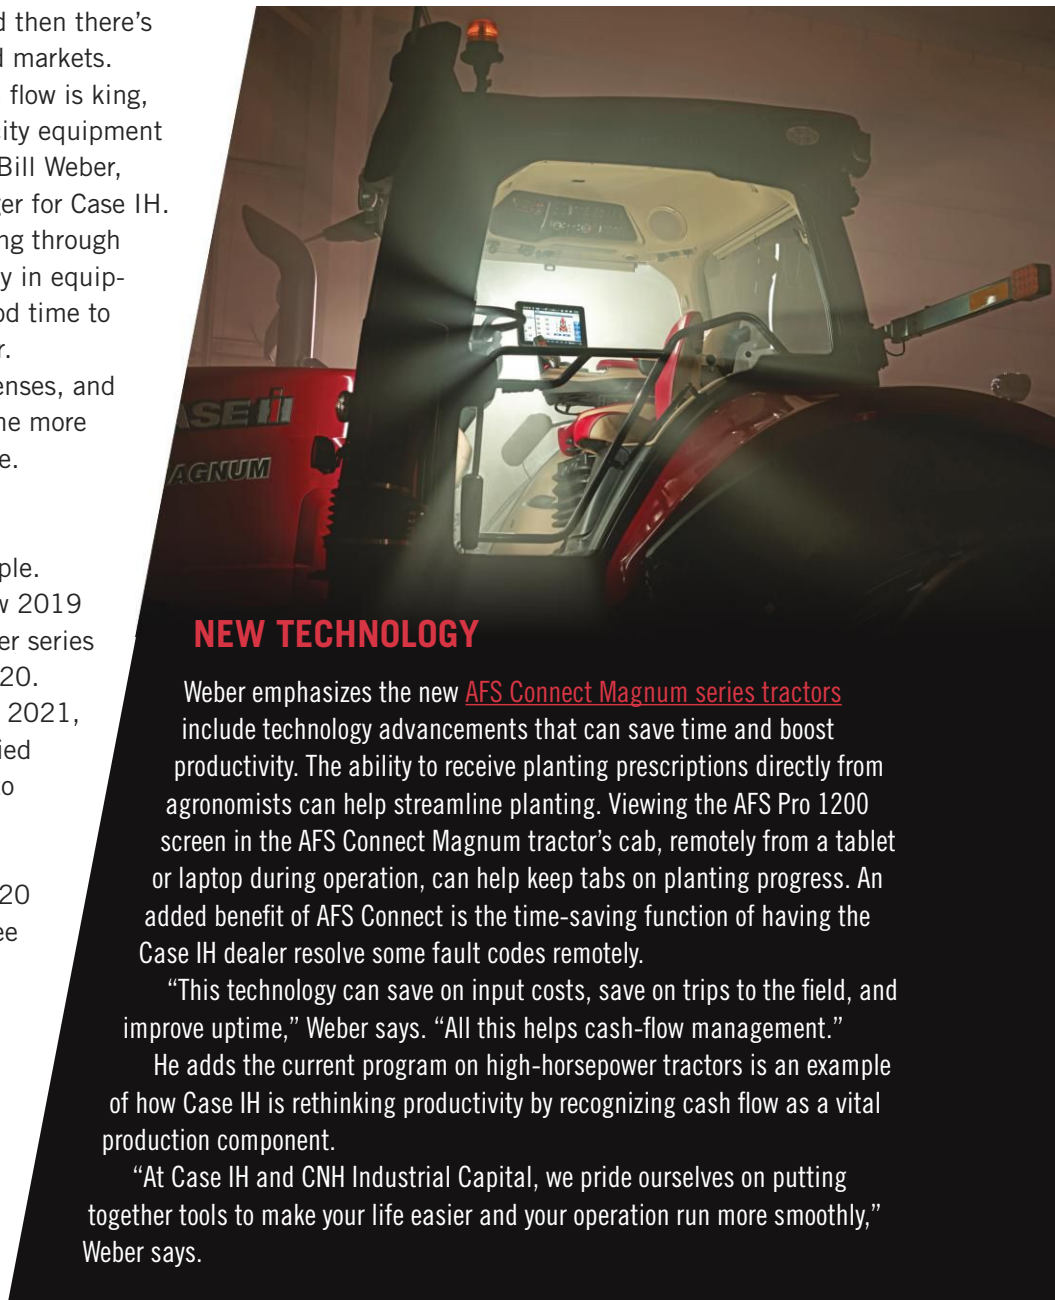 d then there's
d markets.
flow is king,
ity equipment
Bill Weber,
er for Case IH.
ng through
y in equip-
od time to
r.
enses, and
ne more
e.
ple.
w 2019
er series
20.
2021,
ied
o
20
ee
ASE IH
AGNUM
NEW TECHNOLOGY
Weber emphasizes the new AFS Connect Magnum series tractors
include technology advancements that can save time and boost
productivity. The ability to receive planting prescriptions directly from
agronomists can help streamline planting. Viewing the AFS Pro 1200
screen in the AFS Connect Magnum tractor's cab, remotely from a tablet
or laptop during operation, can help keep tabs on planting progress. An
added benefit of AFS Connect is the time-saving function of having the
Case IH dealer resolve some fault codes remotely.
“This technology can save on input costs, save on trips to the field, and
improve uptime,” Weber says. “All this helps cash-flow management.”
He adds the current program on high-horsepower tractors is an example
of how Case IH is rethinking productivity by recognizing cash flow as a vital
production component.
“At Case IH and CNH Industrial Capital, we pride ourselves on putting
together tools to make your life easier and your operation run more smoothly,”
Weber says.